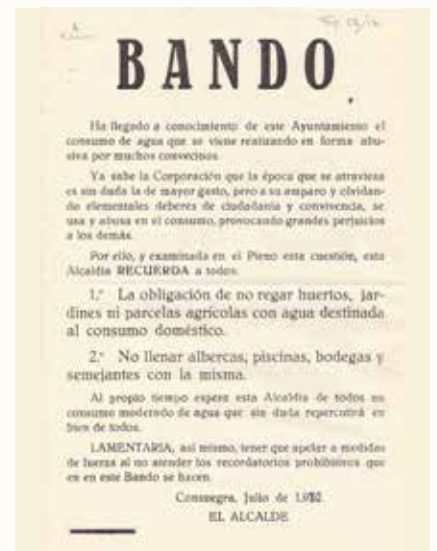 BANDO
Ha llegado a conocimiento de este Ayuntamiento el
consumo de agua que se viene realizando en forma abu-
siva por muchos convecinos.
Ya sabe la Corporación que la época que se atraviesa
es sin duda la de mayor gasto, pero a su amparo y olvidan-
do elementales deberes de ciudadanía y convivencia, se
usa y abusa en el consumo, provocando grandes perjuicios
a los demás.
Por ello, y examinada en el Pleno esta cuestión, esta
Alcaldía RECUERDA a todos:
1.º La obligación de no regar huertos, jar-
dines ni parcelas agrícolas con agua destinada
al consumo doméstico.
2.º No llenar albercas, piscinas, bodegas y
semejantes con la misma.
Al propio tiempo espera esta Alcaldía de todos un
consumo moderado de agua que sin duda repercutirá en
bien de todos.
LAMENTARIA, así mismo, tener que apelar a medidas
de fuerza al no atender los recordatorios prohibitivos que
en en este Bando se hacen.
Consuegra, Julio de
EL ALCALDE